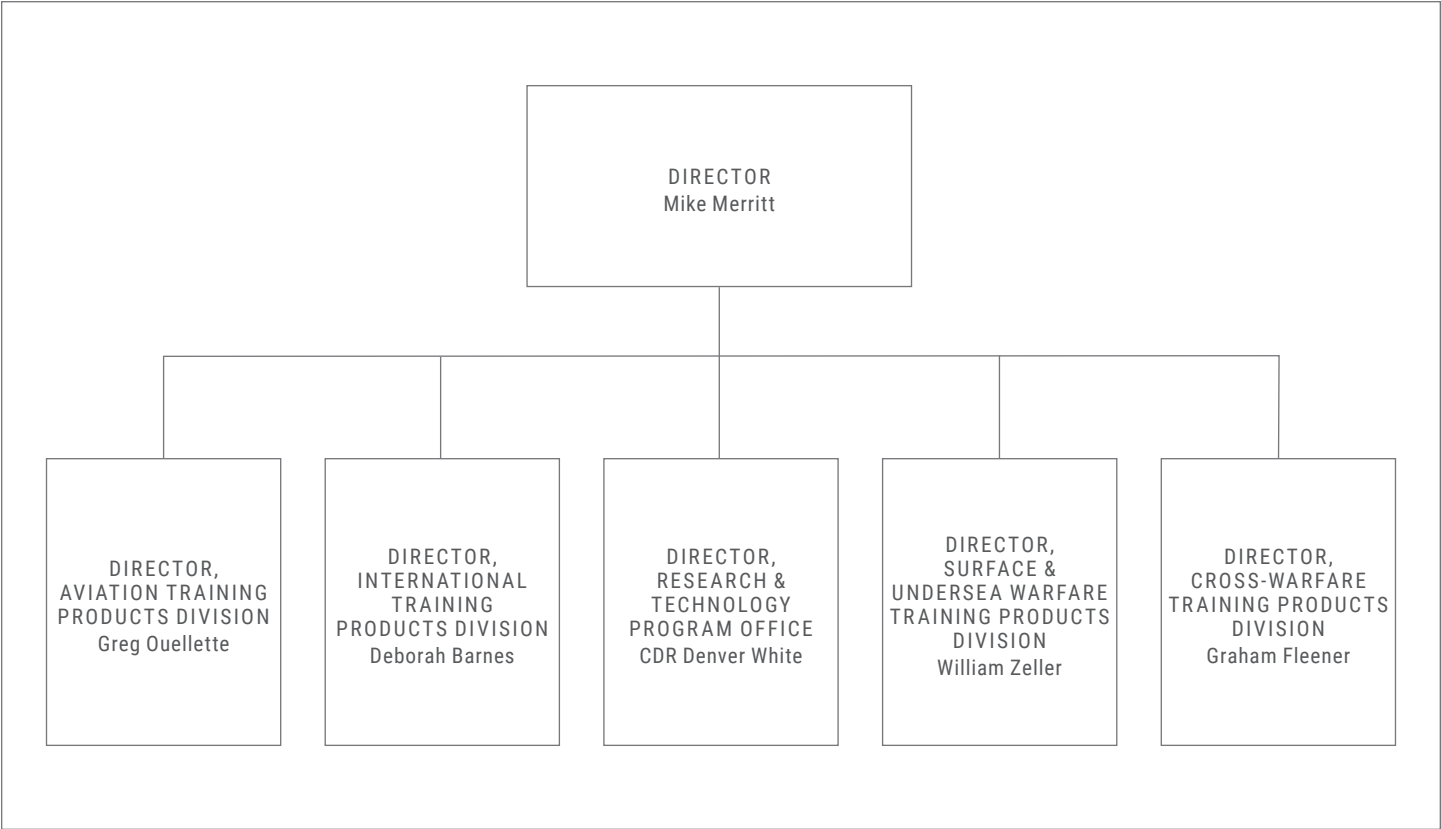 DIRECTOR
Mike Merritt
DIRECTOR,
AVIATION TRAINING
PRODUCTS DIVISION
Greg Ouellette
DIRECTOR,
INTERNATIONAL
TRAINING
PRODUCTS DIVISION
Deborah Barnes
DIRECTOR,
RESEARCH &
TECHNOLOGY
PROGRAM OFFICE
CDR Denver White
DIRECTOR,
SURFACE &
UNDERSEA WARFARE
TRAINING PRODUCTS
DIVISION
William Zeller
DIRECTOR,
CROSS-WARFARE
TRAINING PRODUCTS
DIVISION
Graham Fleener